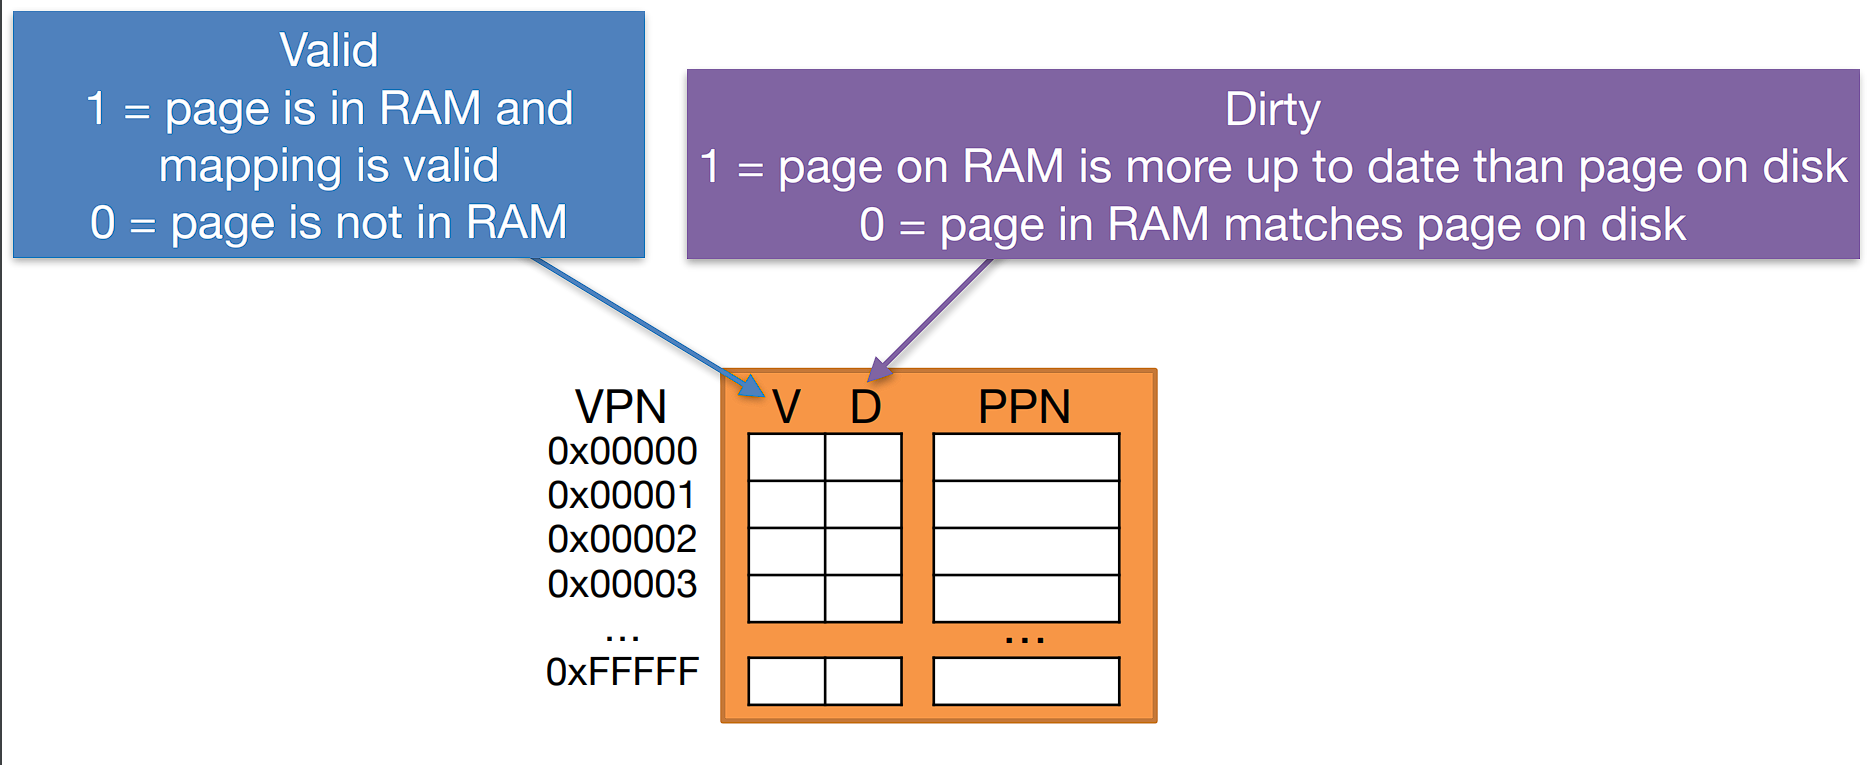 Valid
1 = page is in RAM and
mapping is valid
0 = page is not in RAM
Dirty
1 = page on RAM is more up to date than page on disk
0 = page in RAM matches page on disk
VPN V D PPN
0x00000
0x00001
0x00002
0x00003
... ...
0xFFFFF